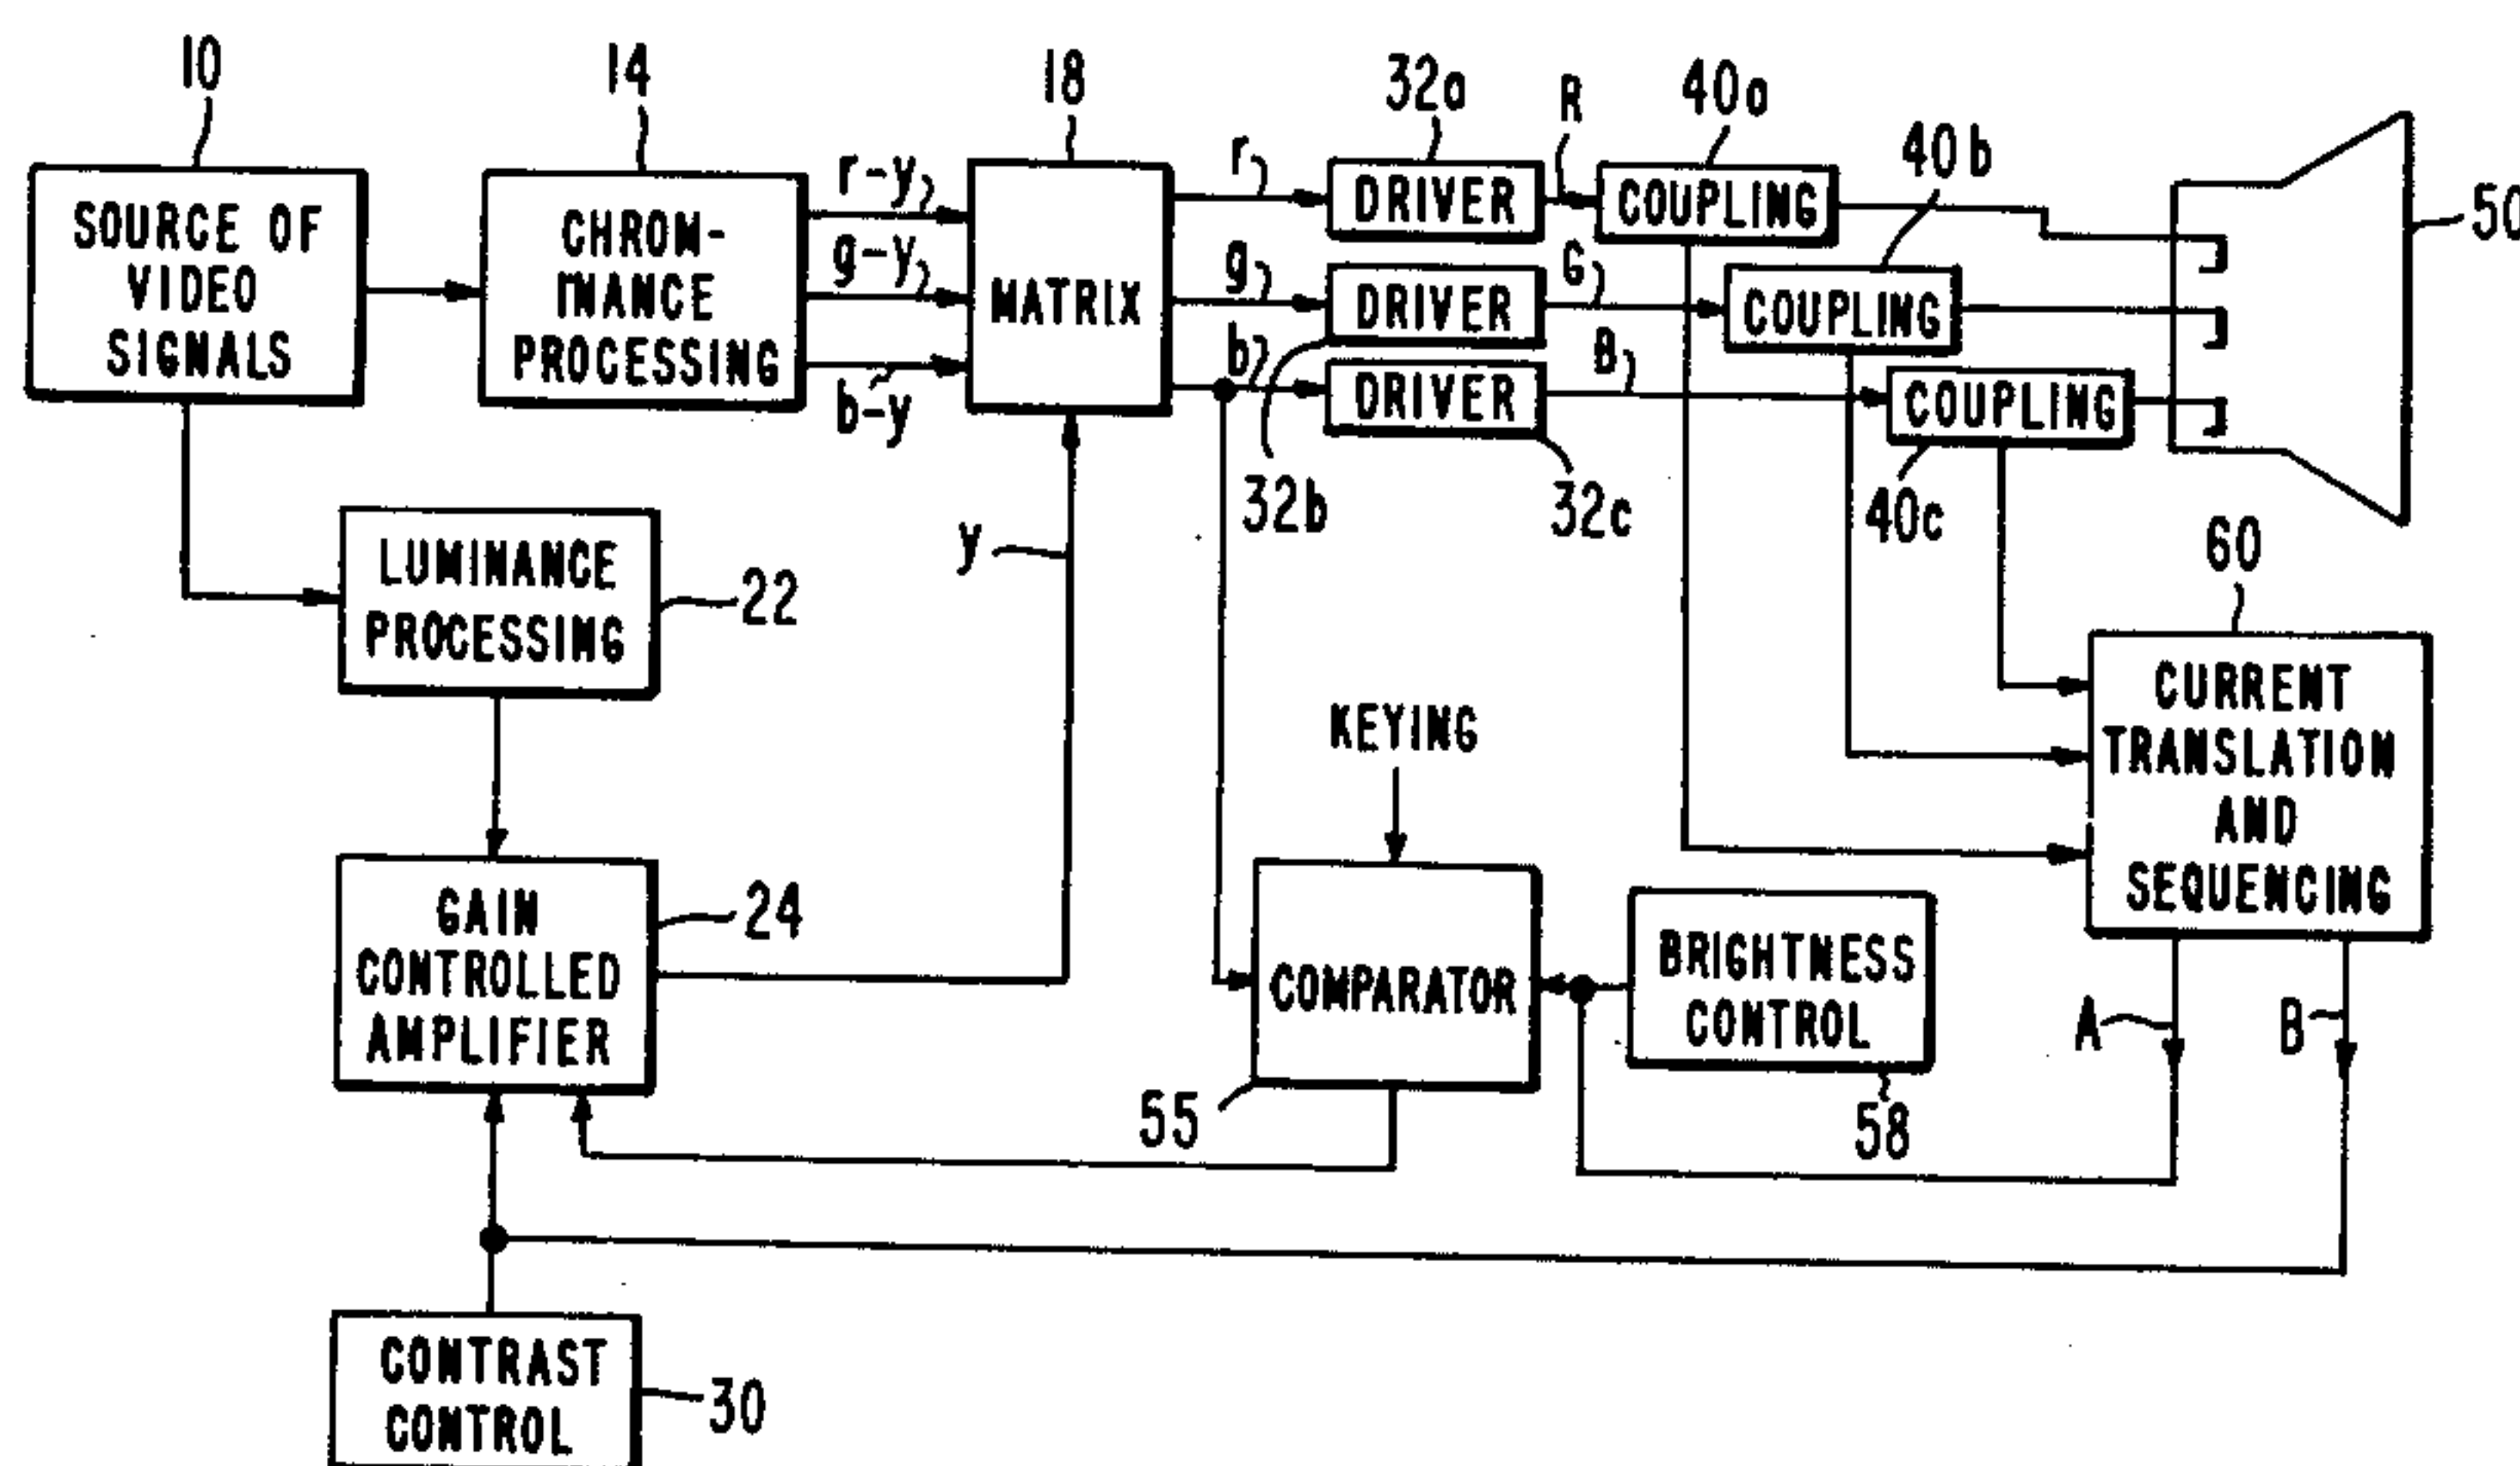 10
14
18
32a
R
40a
40b
50
SOURCE OF
VIDEO
SIGNALS
CHROM-
INANCE
PROCESSING
r-y
g-y
b-y
MATRIX
r
g
b
DRIVER
DRIVER
DRIVER
G
B
COUPLING
COUPLING
COUPLING
32b
32c
40c
60
LUMINANCE
PROCESSING
22
y
KEYING
CURRENT
TRANSLATION
AND
SEQUENCING
GAIN
CONTROLLED
AMPLIFIER
24
COMPARATOR
55
BRIGHTNESS
CONTROL
58
A
B
CONTRAST
CONTROL
30